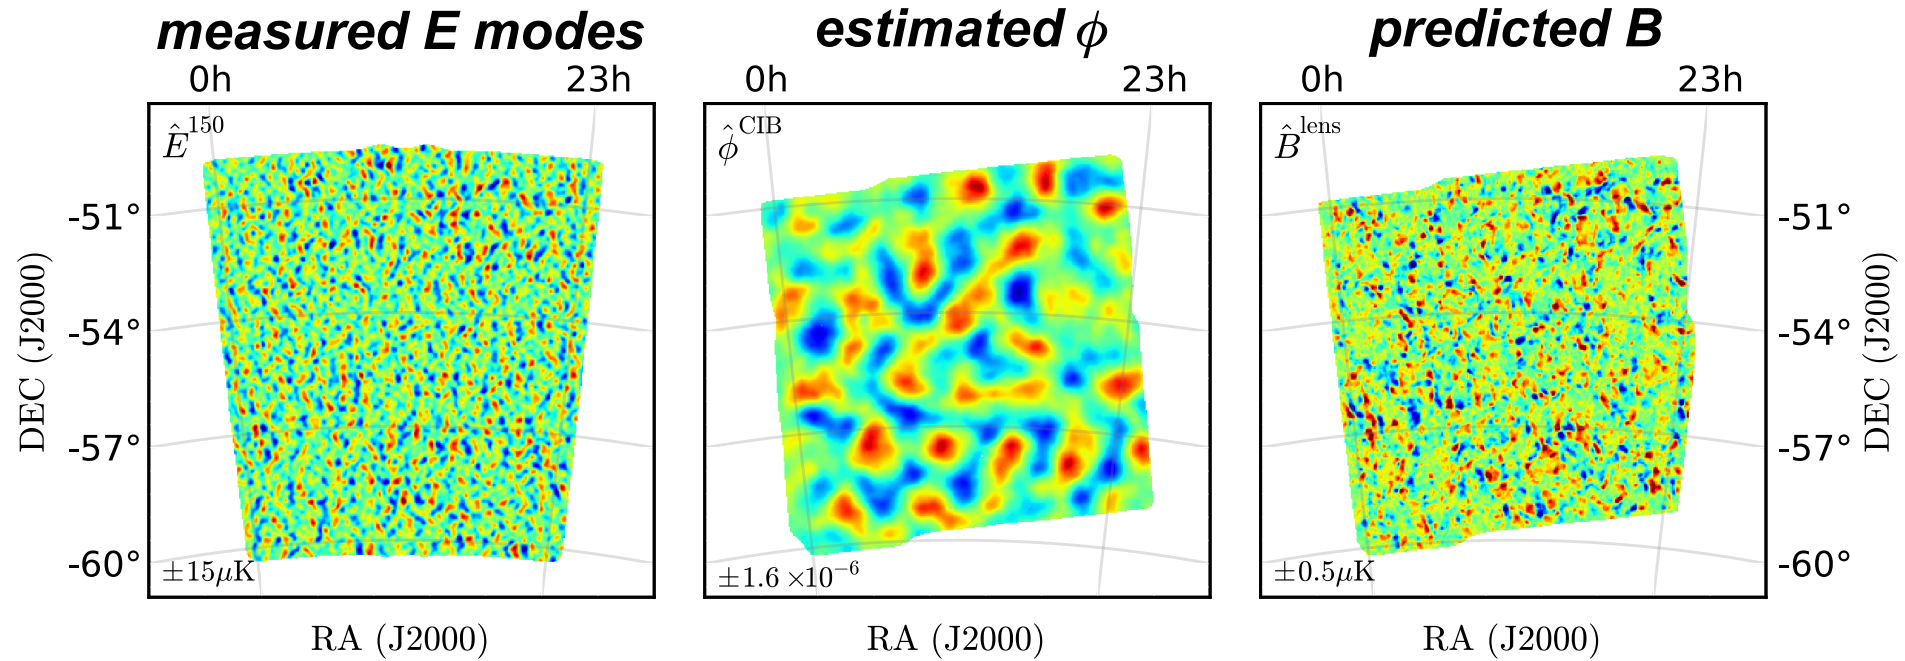 measured E modes estimated ϕ predicted B
0h 23h 0h 23h 0h 23h
Ê¹⁵⁰ ϕ̂ᶜᴵᴮ B̂ˡᵉⁿˢ
-51° -51°
-54° -54°
-57° -57°
-60° -60°
DEC (J2000) DEC (J2000)
±15μK ±1.6 ×10⁻⁶ ±0.5μK
RA (J2000) RA (J2000) RA (J2000)